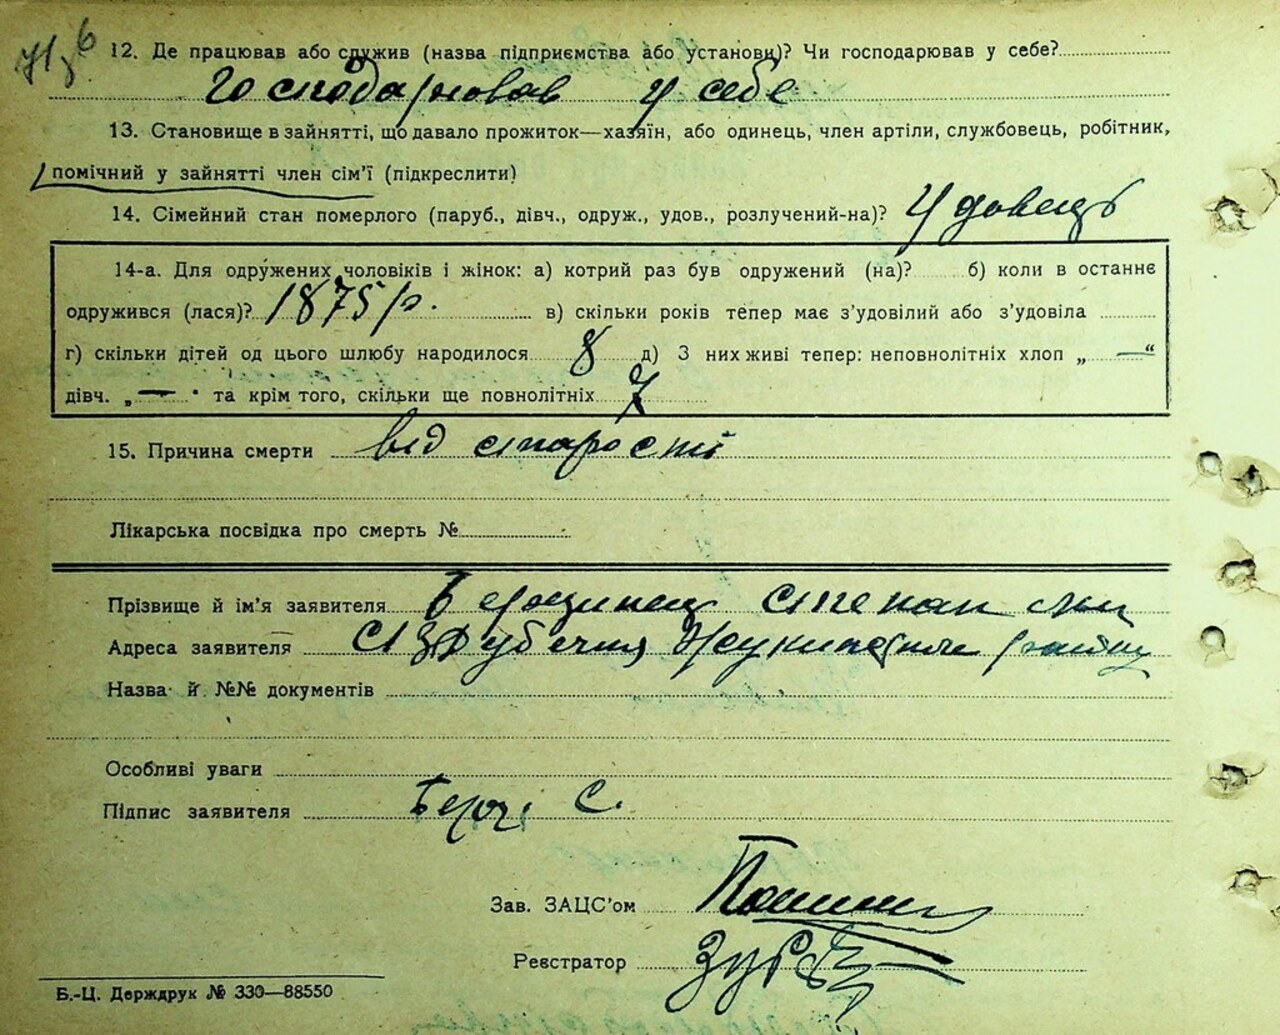 12. Де працював або служив (назва підприємства або установи)? Чи господарював у себе?
Господарював у себе
13. Становище в зайнятті, що давало прожиток—хазяїн, або одинець, член артіли, службовець, робітник,
помічний у зайнятті член сім'ї (підкреслити)
14. Сімейний стан померлого (паруб., дівч., одруж., удов., розлучений-на)? Удовець
14-а. Для одружених чоловіків і жінок: а) котрий раз був одружений (на)? б) коли в останнє
одружився (лася)? 1875 р. в) скільки років тепер має з'удовілий або з'удовіла
г) скільки дітей од цього шлюбу народилося 8 д) З них живі тепер: неповнолітніх хлоп „ — “
дівч. „ — “ та крім того, скільки ще повнолітніх 7
15. Причина смерти від старости
Лікарська посвідка про смерть №
Прізвище й ім'я заявителя Степан
Адреса заявителя
Назва й №№ документів
Особливі уваги
Підпис заявителя С.
Зав. ЗАЦС'ом
Реєстратор
Б.-Ц. Держдрук № 330—88550